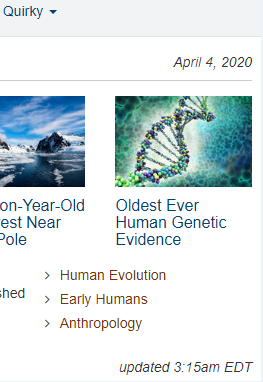 Quirky
April 4, 2020
on-Year-Old
est Near
Pole
Oldest Ever
Human Genetic
Evidence
Human Evolution
shed
Early Humans
Anthropology
updated 3:15am EDT